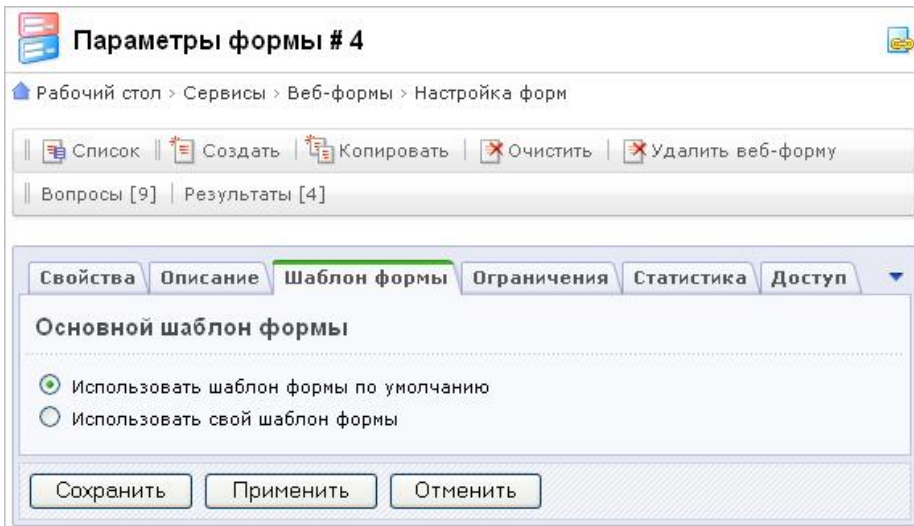 Параметры формы # 4
Рабочий стол > Сервисы > Веб-формы > Настройка форм
Список Создать Копировать Очистить Удалить веб-форму
Вопросы [9] Результаты [4]
Свойства Описание Шаблон формы Ограничения Статистика Доступ
Основной шаблон формы
Использовать шаблон формы по умолчанию
Использовать свой шаблон формы
Сохранить Применить Отменить